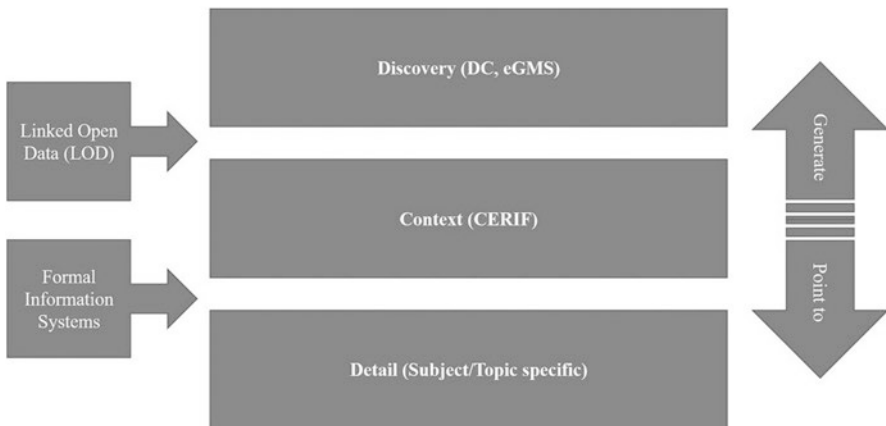 Discovery (DC, eGMS)
Linked Open
Data (LOD)
Generate
Context (CERIF)
Formal
Information
Systems
Point to
Detail (Subject/Topic specific)